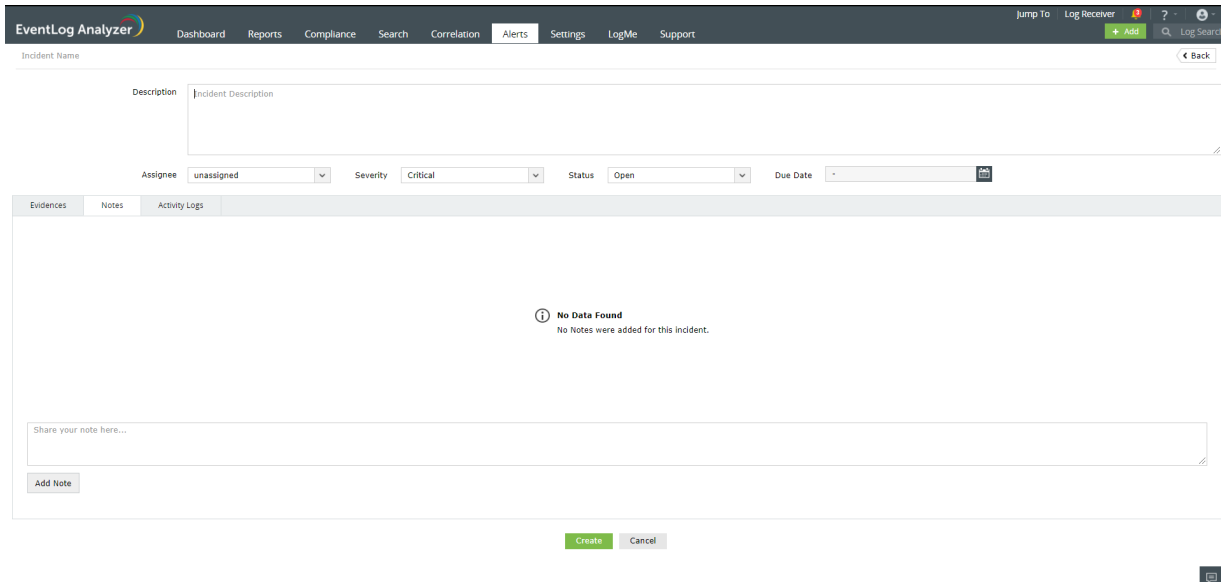 Jump To Log Receiver 3 ?
EventLog Analyzer Dashboard Reports Compliance Search Correlation Alerts Settings LogMe Support + Add Log Searc
Incident Name Back
Description Incident Description
Assignee unassigned Severity Critical Status Open Due Date -
Evidences Notes Activity Logs
No Data Found
No Notes were added for this incident.
Share your note here...
Add Note
Create Cancel